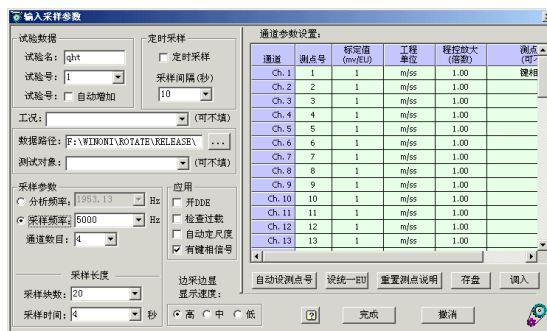 输入采样参数
试验数据
试验名: qht
试验号: 1
试验号: 自动增加
定时采样
定时采样
采样间隔(秒)
10
工况: (可不填)
数据路径: F:\WINONI\ROTATE\RELEASE\ ...
测试对象: (可不填)
采样参数
分析频率: 1953.13 Hz
采样频率: 5000 Hz
通道数目: 4
应用
开DDE
检查过载
自动定尺度
有键相信号
采样长度
采样块数: 20
采样时间: 4 秒
边采边显
显示速度:
高 中 低
通道参数设置:
通道 测点号 标定值(mv/EU) 工程单位 程控放大(倍数) 测点
Ch. 1 1 1 m/ss 1.00 键相
Ch. 2 2 1 m/ss 1.00
Ch. 3 3 1 m/ss 1.00
Ch. 4 4 1 m/ss 1.00
Ch. 5 5 1 m/ss 1.00
Ch. 6 6 1 m/ss 1.00
Ch. 7 7 1 m/ss 1.00
Ch. 8 8 1 m/ss 1.00
Ch. 9 9 1 m/ss 1.00
Ch. 10 10 1 m/ss 1.00
Ch. 11 11 1 m/ss 1.00
Ch. 12 12 1 m/ss 1.00
Ch. 13 13 1 m/ss 1.00
自动设测点号 设统一EU 重置测点说明 存盘 调入
完成 撤消